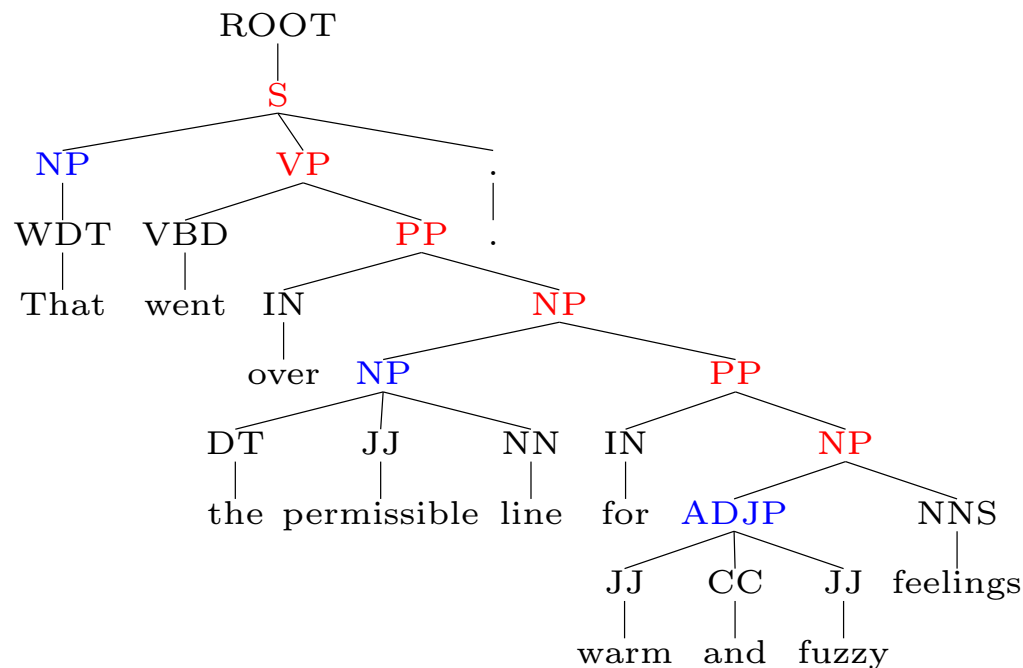 ROOT
S
NP VP .
WDT VBD PP .
That went IN NP
over NP PP
DT JJ NN IN NP
the permissible line for ADJP NNS
JJ CC JJ feelings
warm and fuzzy